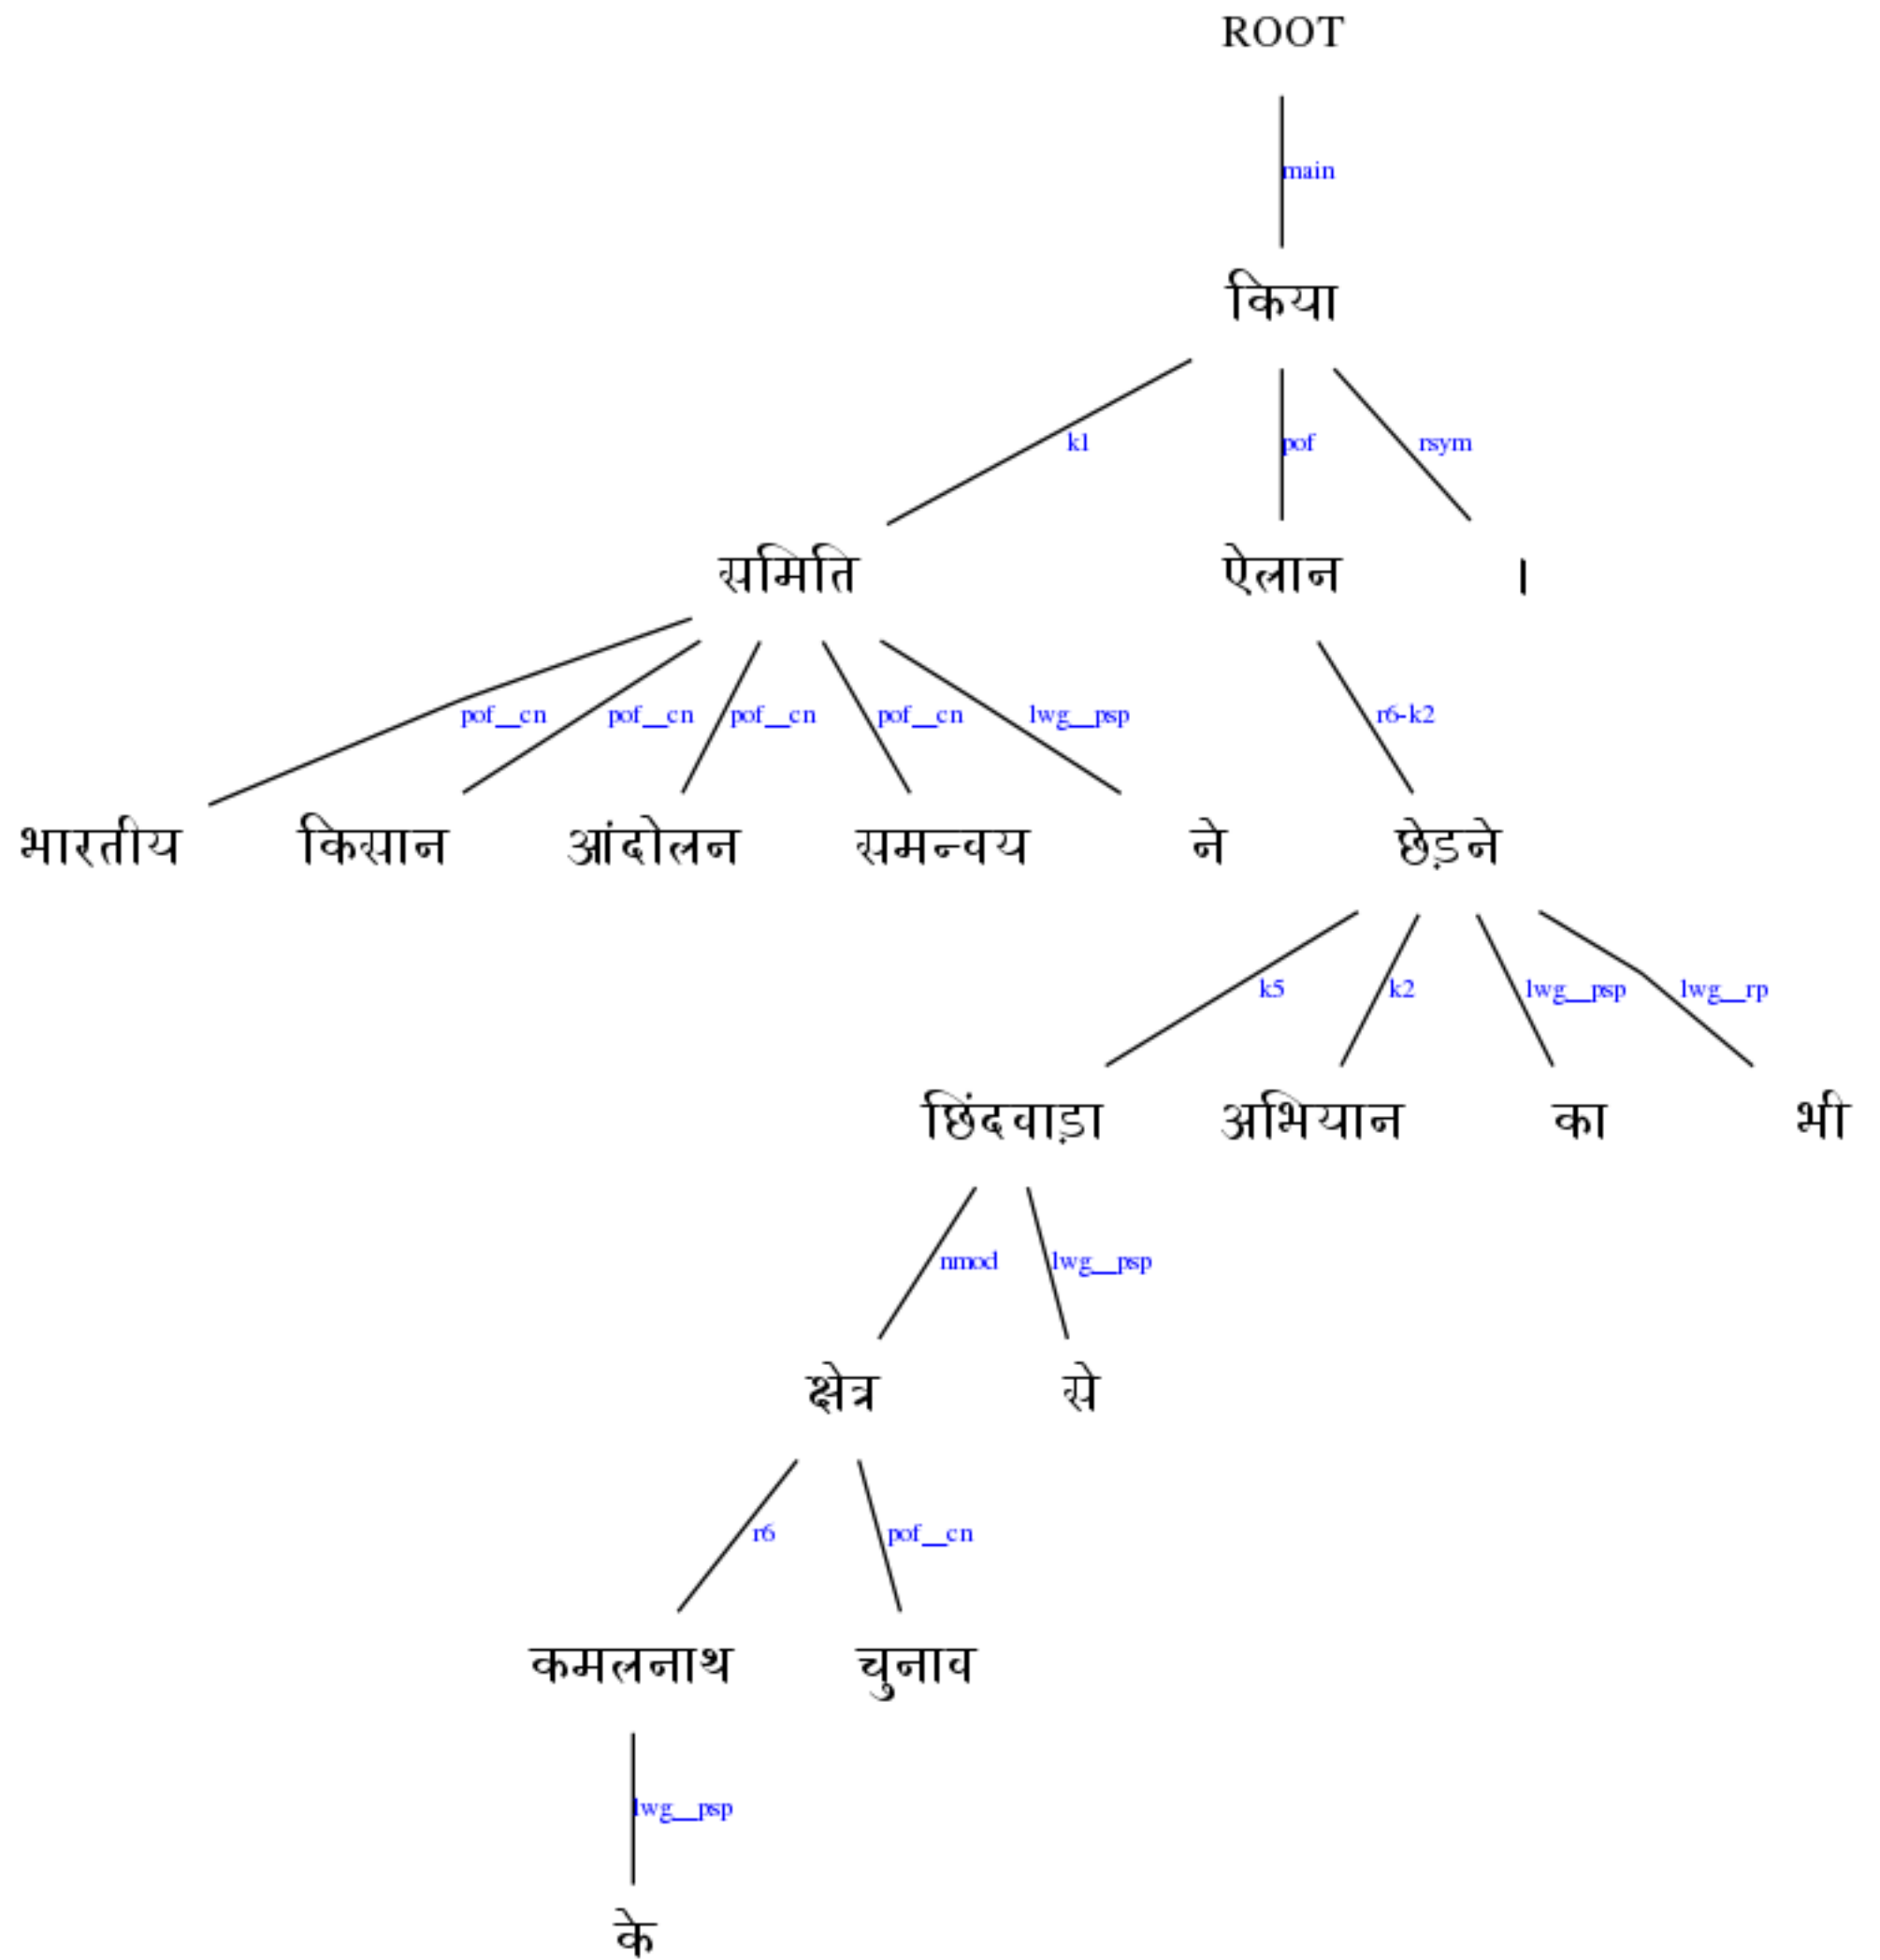 ROOT
main
किया
k1 pof rsym
समिति ऐलान ।
pof__cn pof__cn pof__cn pof__cn lwg__psp r6-k2
भारतीय किसान आंदोलन समन्वय ने छेड़ने
k5 k2 lwg__psp lwg__rp
छिंदवाड़ा अभियान का भी
nmod lwg__psp
क्षेत्र से
r6 pof__cn
कमलनाथ चुनाव
lwg__psp
के